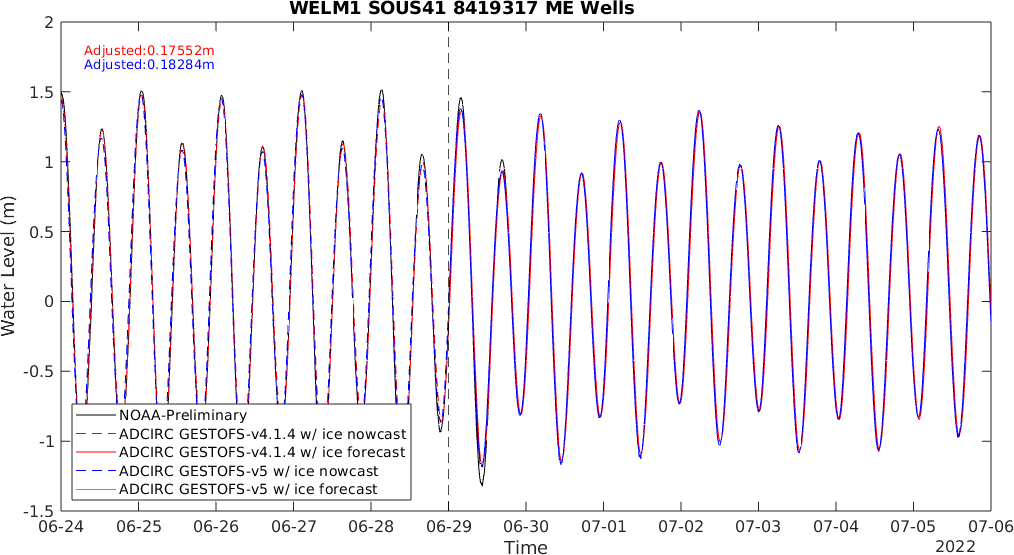 WELM1 SOUS41 8419317 ME Wells
Adjusted:0.17552m
Adjusted:0.18284m
2
1.5
1
0.5
0
-0.5
-1
-1.5
Water Level (m)
NOAA-Preliminary
ADCIRC GESTOFS-v4.1.4 w/ ice nowcast
ADCIRC GESTOFS-v4.1.4 w/ ice forecast
ADCIRC GESTOFS-v5 w/ ice nowcast
ADCIRC GESTOFS-v5 w/ ice forecast
06-24 06-25 06-26 06-27 06-28 06-29 06-30 07-01 07-02 07-03 07-04 07-05 07-06
Time
2022